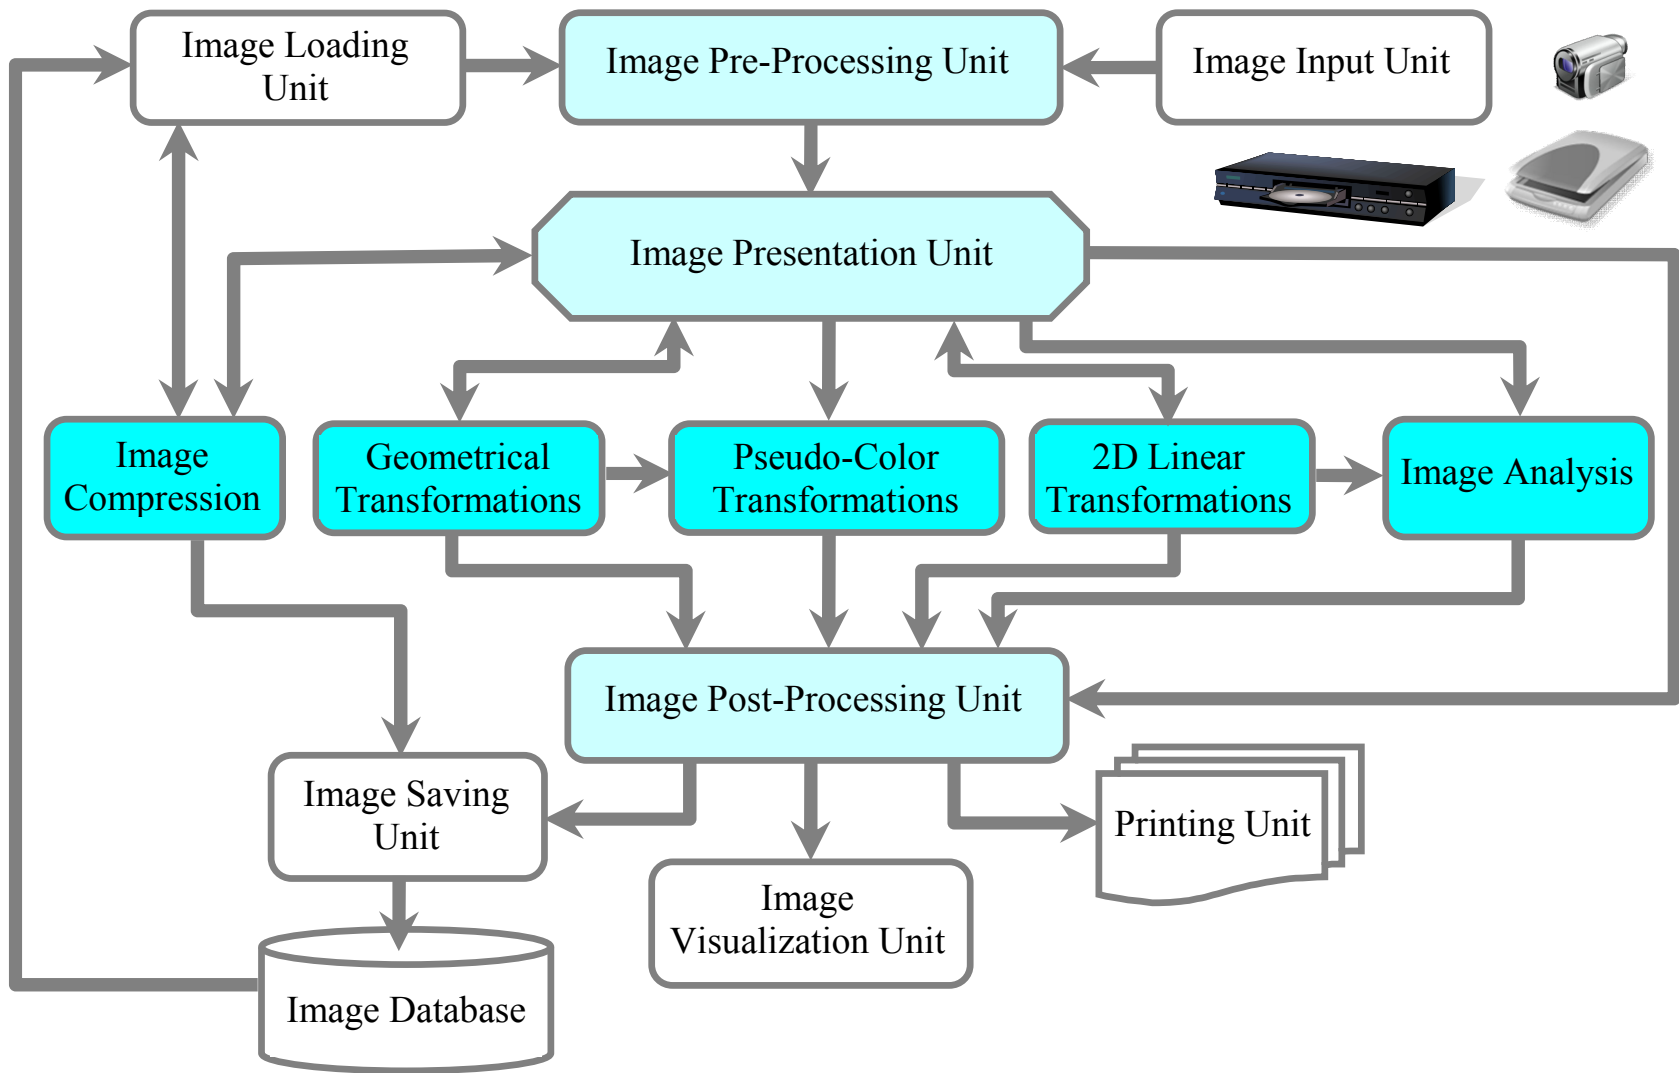 Image Loading
Unit
Image Pre-Processing Unit
Image Input Unit
Image Presentation Unit
Image
Compression
Geometrical
Transformations
Pseudo-Color
Transformations
2D Linear
Transformations
Image Analysis
Image Post-Processing Unit
Image Saving
Unit
Printing Unit
Image
Visualization Unit
Image Database